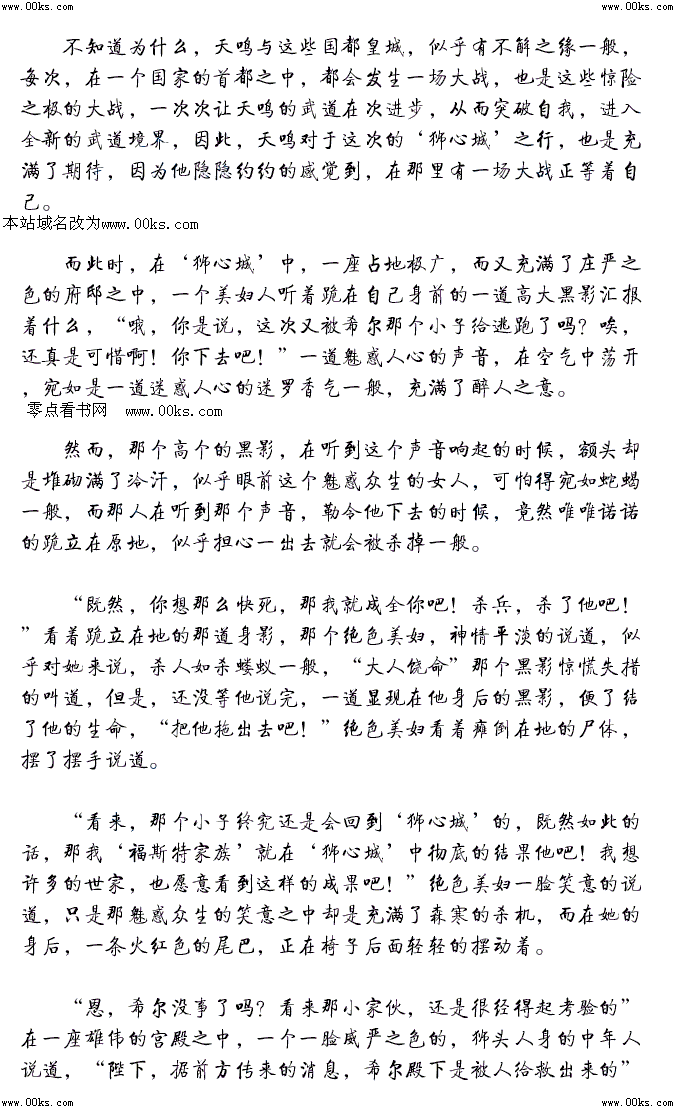 www.00ks.com www.00ks.com
不知道为什么，天鸣与这些国都皇城，似乎有不解之缘一般，
每次，在一个国家的首都之中，都会发生一场大战，也是这些惊险
之极的大战，一次次让天鸣的武道在次进步，从而突破自我，进入
全新的武道境界，因此，天鸣对于这次的‘狮心城’之行，也是充
满了期待，因为他隐隐约约的感觉到，在那里有一场大战正等着自
己。
本站域名改为www.00ks.com
而此时，在‘狮心城’中，一座占地极广，而又充满了庄严之
色的府邸之中，一个美妇人听着跪在自己身前的一道高大黑影汇报
着什么，“哦，你是说，这次又被希尔那个小子给逃跑了吗？唉，
还真是可惜啊！你下去吧！”一道魅惑人心的声音，在空气中荡开
，宛如是一道迷惑人心的迷罗香气一般，充满了醉人之意。
零点看书网 www.00ks.com
然而，那个高个的黑影，在听到这个声音响起的时候，额头却
是堆砌满了冷汗，似乎眼前这个魅惑众生的女人，可怕得宛如蛇蝎
一般，而那人在听到那个声音，勒令他下去的时候，竟然唯唯诺诺
的跪立在原地，似乎担心一出去就会被杀掉一般。
“既然，你想那么快死，那我就成全你吧！杀兵，杀了他吧！
”看着跪立在地的那道身影，那个绝色美妇，神情平淡的说道，似
乎对她来说，杀人如杀蝼蚁一般，“大人饶命”那个黑影惊慌失措
的叫道，但是，还没等他说完，一道显现在他身后的黑影，便了结
了他的生命，“把他拖出去吧！”绝色美妇看着瘫倒在地的尸体，
摆了摆手说道。
“看来，那个小子终究还是会回到‘狮心城’的，既然如此的
话，那我‘福斯特家族’就在‘狮心城’中彻底的结果他吧！我想
许多的世家，也愿意看到这样的成果吧！”绝色美妇一脸笑意的说
道，只是那魅惑众生的笑意之中却是充满了森寒的杀机，而在她的
身后，一条火红色的尾巴，正在椅子后面轻轻的摆动着。
“恩，希尔没事了吗？看来那小家伙，还是很经得起考验的”
在一座雄伟的宫殿之中，一个一脸威严之色的，狮头人身的中年人
说道，“陛下，据前方传来的消息，希尔殿下是被人给救出来的”
www.00ks.com www.00ks.com